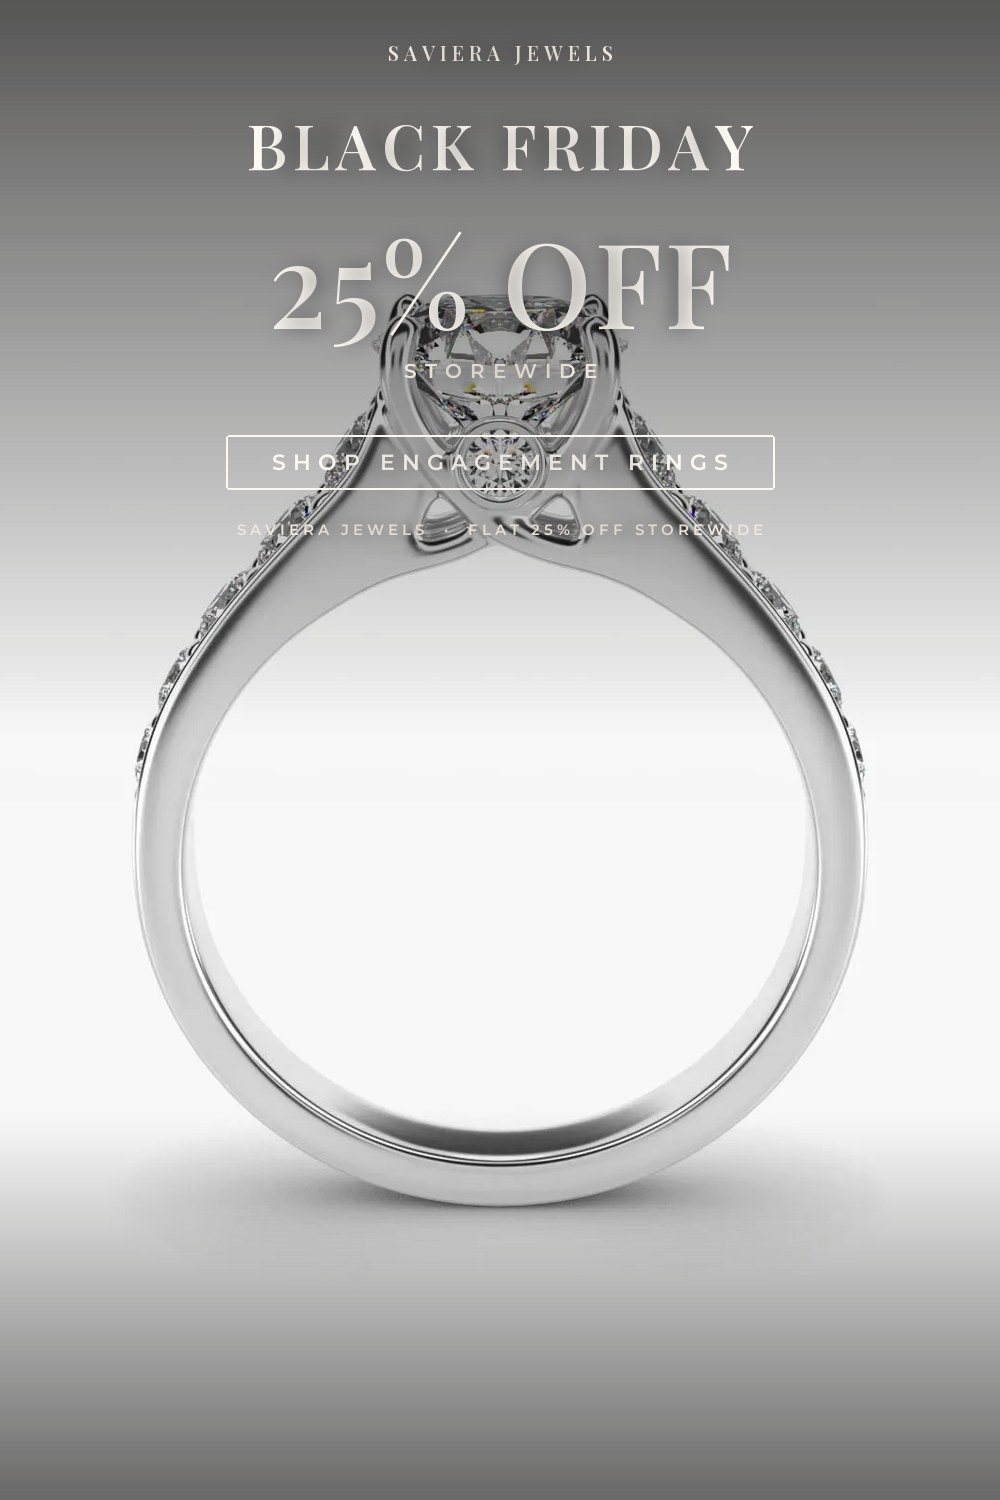 SAVIERA JEWELS
BLACK FRIDAY
25% OFF
STOREWIDE
SHOP ENGAGEMENT RINGS
SAVIERA JEWELS · FLAT 25% OFF STOREWIDE